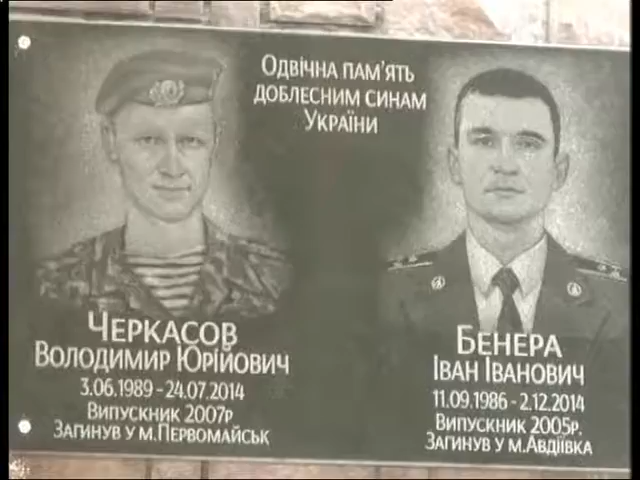 Одвічна пам'ять
доблесним синам
України
Черкасов
Володимир Юрійович
3.06.1989 - 24.07.2014
Випускник 2007р
Загинув у м.Первомайськ
Бенера
Іван Іванович
11.09.1986 - 2.12.2014
Випускник 2005р.
Загинув у м.Авдіївка